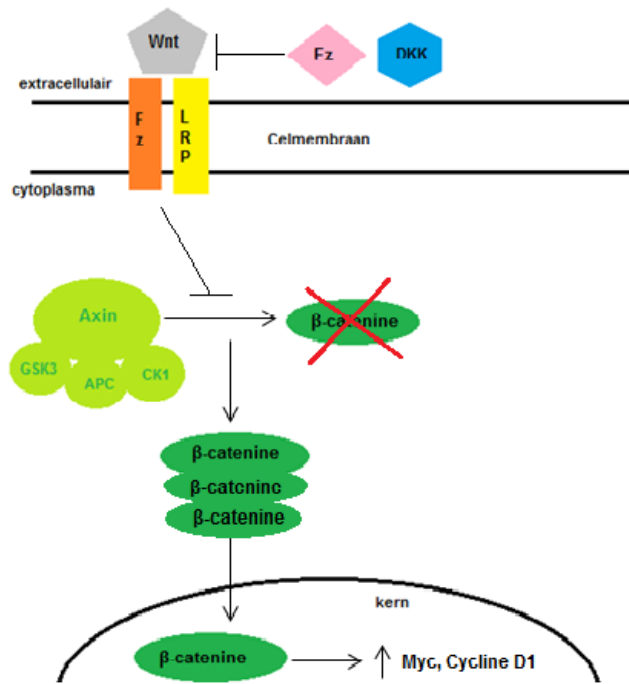 Wnt
Fz
DKK
extracellulair
F
z
L
R
P
Celmembraan
cytoplasma
Axin
GSK3
APC
CK1
β-catenine
β-catenine
β-catenine
β-catenine
kern
β-catenine
↑ Myc, Cycline D1